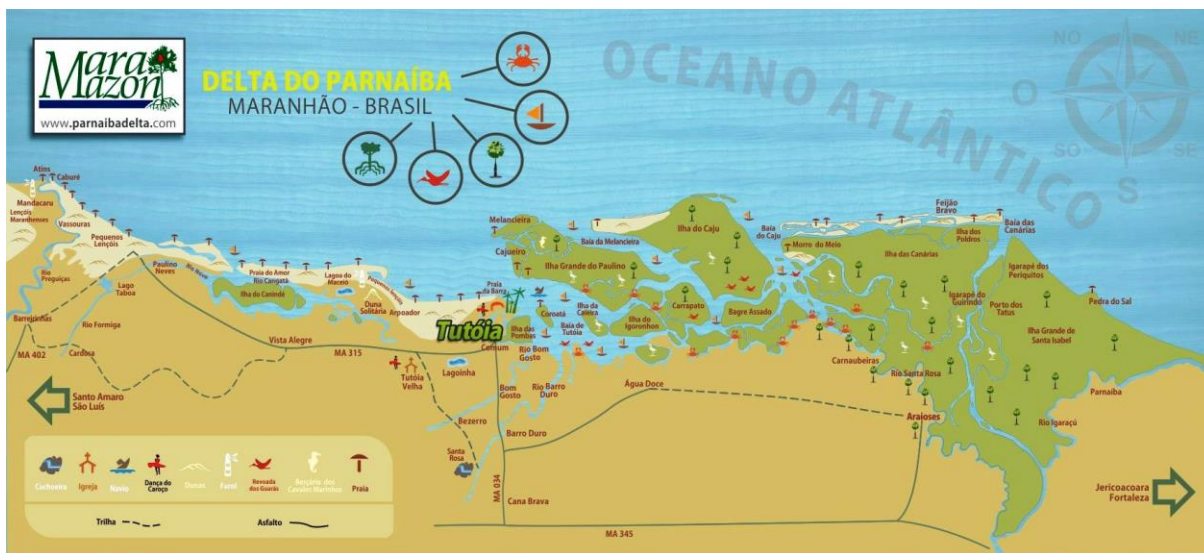 Mara
Mazon
www.parnaibadelta.com
DELTA DO PARNAÍBA
MARANHÃO - BRASIL
OCEANO ATLÂNTICO
NO
NE
O
SO
SE
S
Atins
Caburé
Mandacaru
Lençóis
Maranhenses
Vassouras
Pequenos
Lençóis
Rio
Preguiças
Paulino
Neves
Rio Novo
Lago
Taboa
Barreirinhas
Rio Formiga
Cardosa
MA 402
Santo Amaro
São Luís
Praia do Amor
Rio Cangatá
Ilha do Canindé
Lagoa do
Maceió
Pequenos lençóis
Duna
Solitária
Arpoador
Vista Alegre
MA 315
Praia
da Barra
Tutóia
Comum
Tutóia
Velha
Lagoinha
Melancieira
Cajueiro
Baía da Melancieira
Ilha Grande do Paulino
Coroatá
Ilha da
Caieira
Baía de
Tutóia
Ilha das
Pombas
Rio Bom
Gosto
Bom
Gosto
Rio Barro
Duro
Bezerro
Barro Duro
Santa
Rosa
MA 034
Cana Brava
MA 345
Água Doce
Ilha do
Igoronhon
Carrapato
Bagre Assado
Ilha do Caju
Baía
do Caju
Morro do Meio
Feijão
Bravo
Ilha dos
Poldros
Baía das
Canárias
Ilha das Canárias
Igarapé dos
Periquitos
Igarapé do
Guirindo
Porto dos
Tatus
Pedra do Sal
Ilha Grande de
Santa Isabel
Carnaubeiras
Rio Santa Rosa
Araioses
Parnaíba
Rio Igaraçú
Jericoacoara
Fortaleza
Cachoeira
Igreja
Navio
Dança do
Caroço
Dunas
Farol
Revoada
dos Guarás
Berçário dos
Cavalos Marinhos
Praia
Trilha
Asfalto